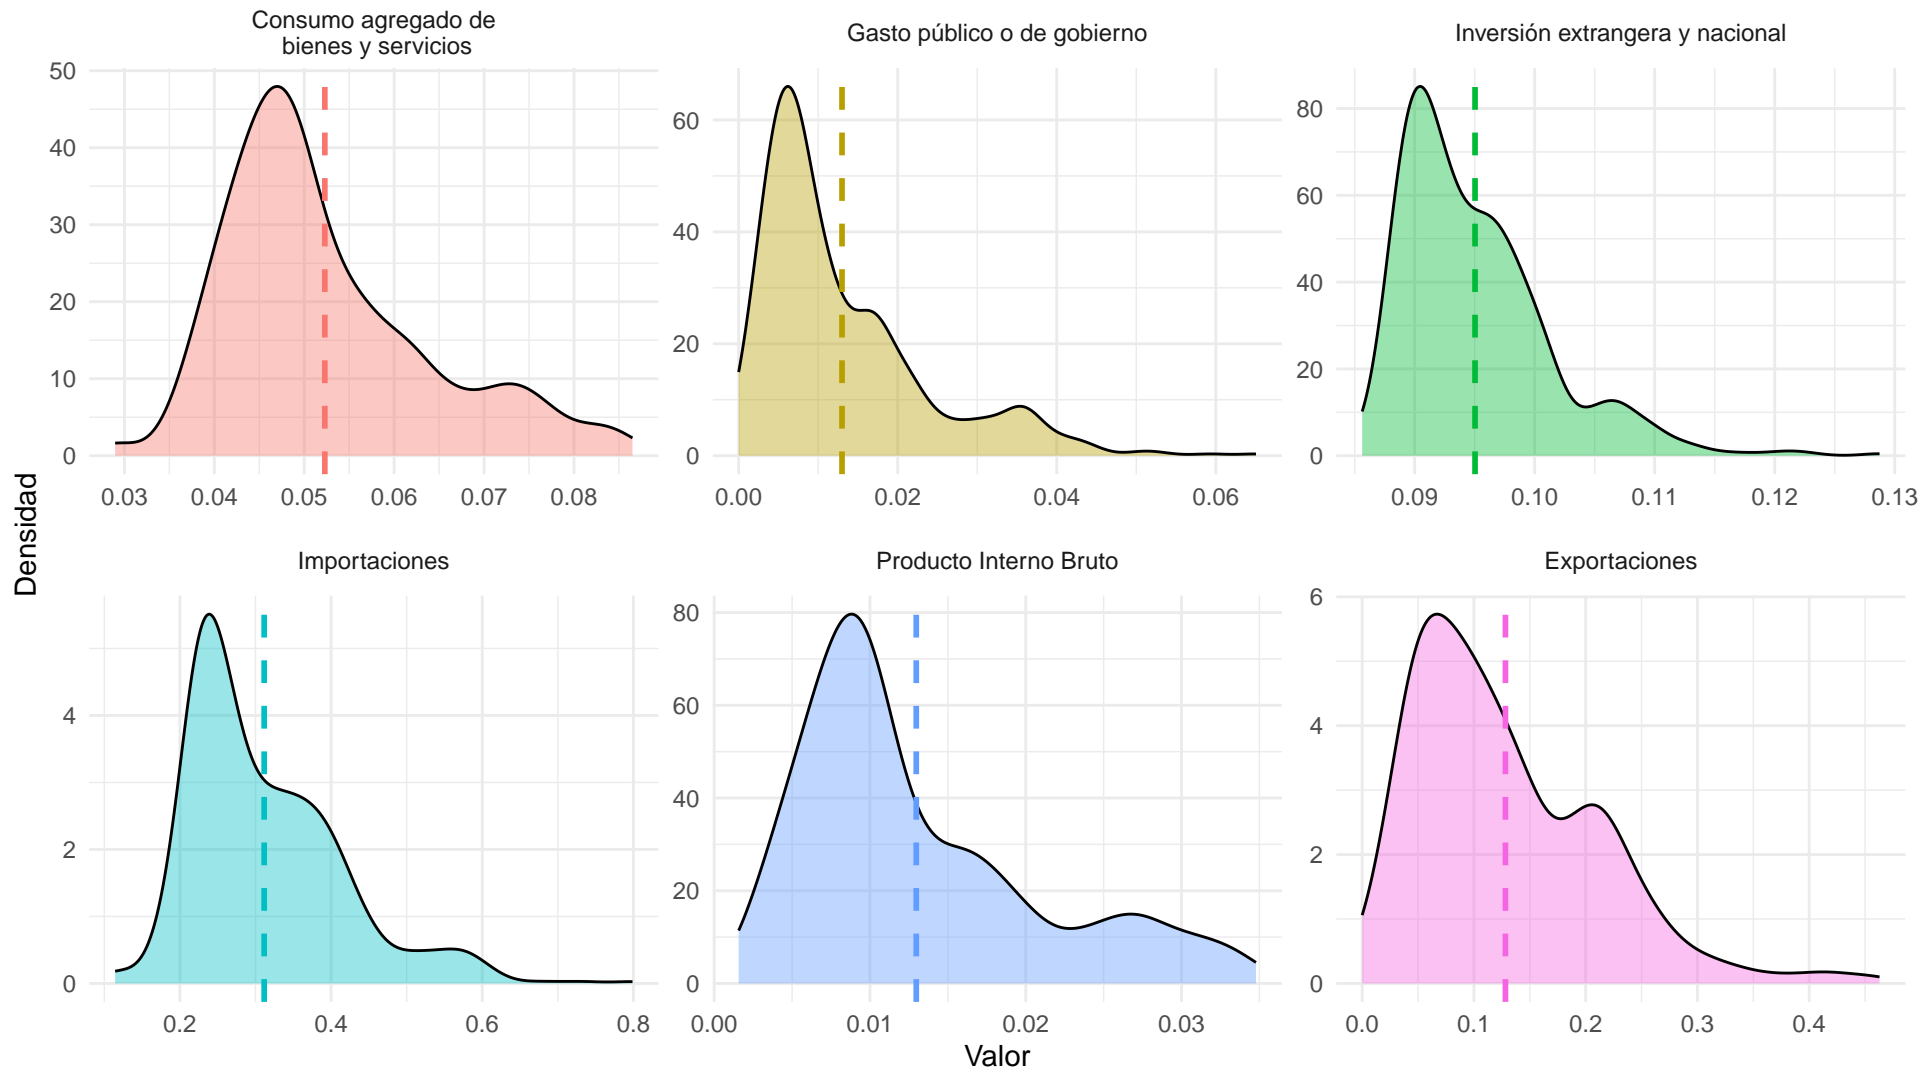 Consumo agregado de
bienes y servicios
Gasto público o de gobierno
Inversión extrangera y nacional
50
40
30
20
10
0
60
40
20
0
80
60
40
20
0
0.03 0.04 0.05 0.06 0.07 0.08
0.00 0.02 0.04 0.06
0.09 0.10 0.11 0.12 0.13
Densidad
Importaciones
Producto Interno Bruto
Exportaciones
4
2
0
80
60
40
20
0
6
4
2
0
0.2 0.4 0.6 0.8
0.00 0.01 0.02 0.03
0.0 0.1 0.2 0.3 0.4
Valor